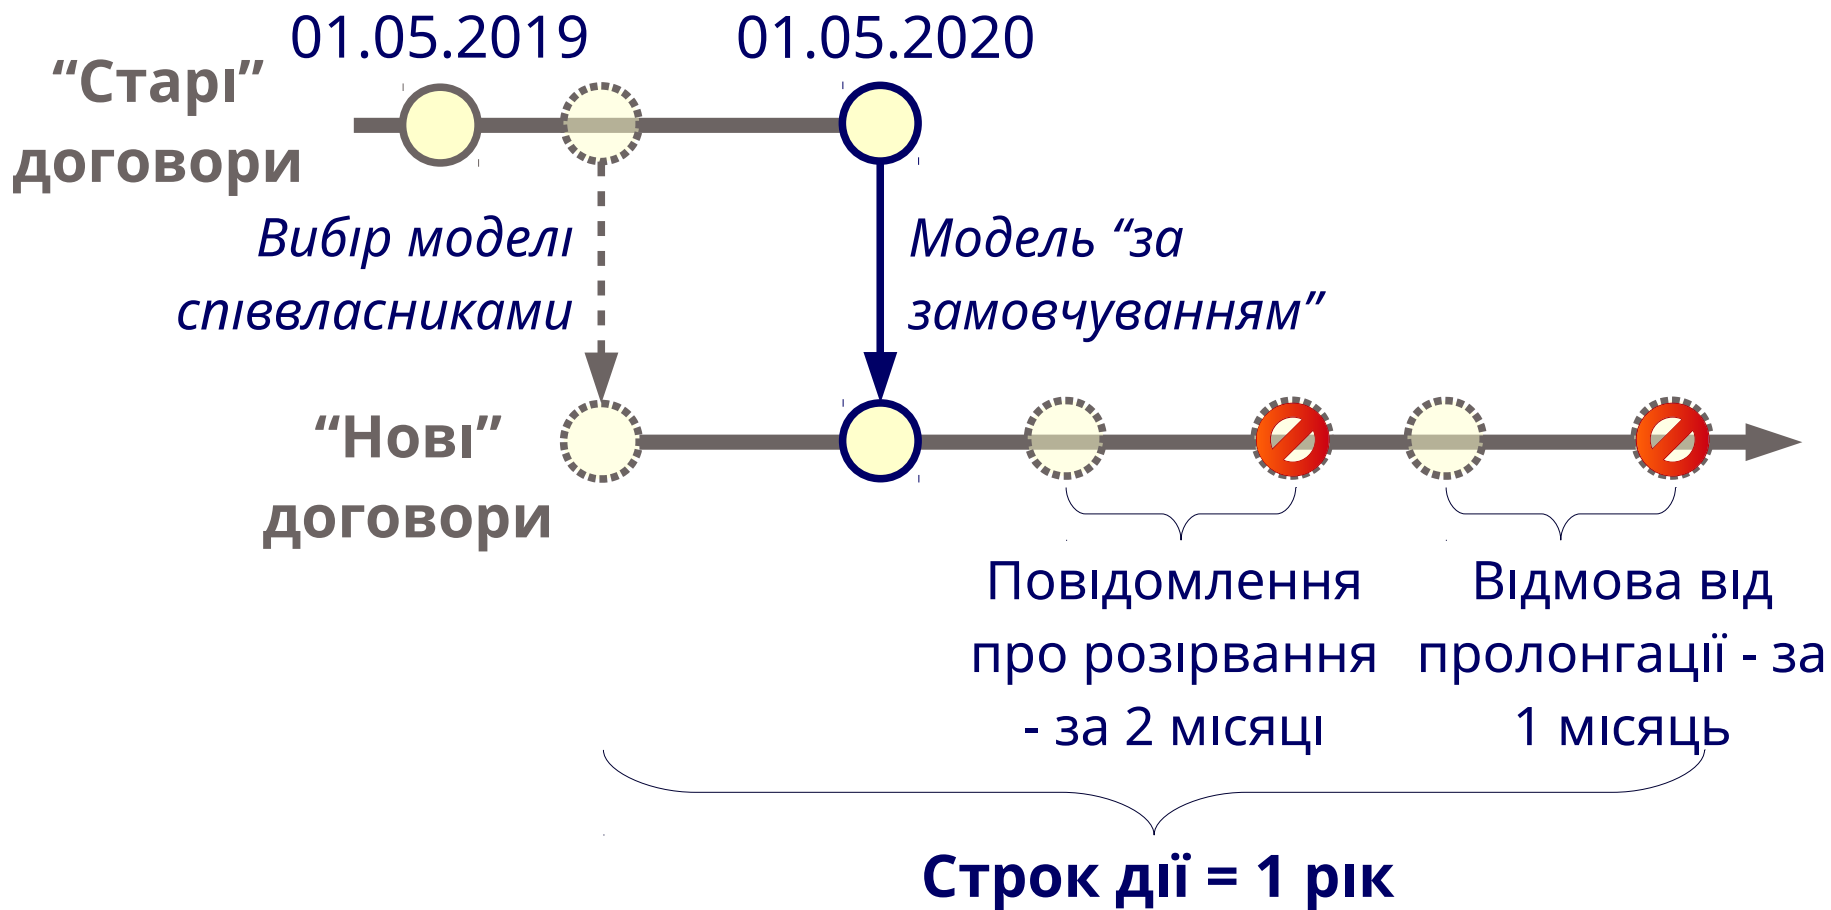 01.05.2019
01.05.2020
“Старі”
договори
Вибір моделі
співвласниками
Модель “за
замовчуванням”
“Нові”
договори
Повідомлення
про розірвання
- за 2 місяці
Відмова від
пролонгації - за
1 місяць
Строк дії = 1 рік